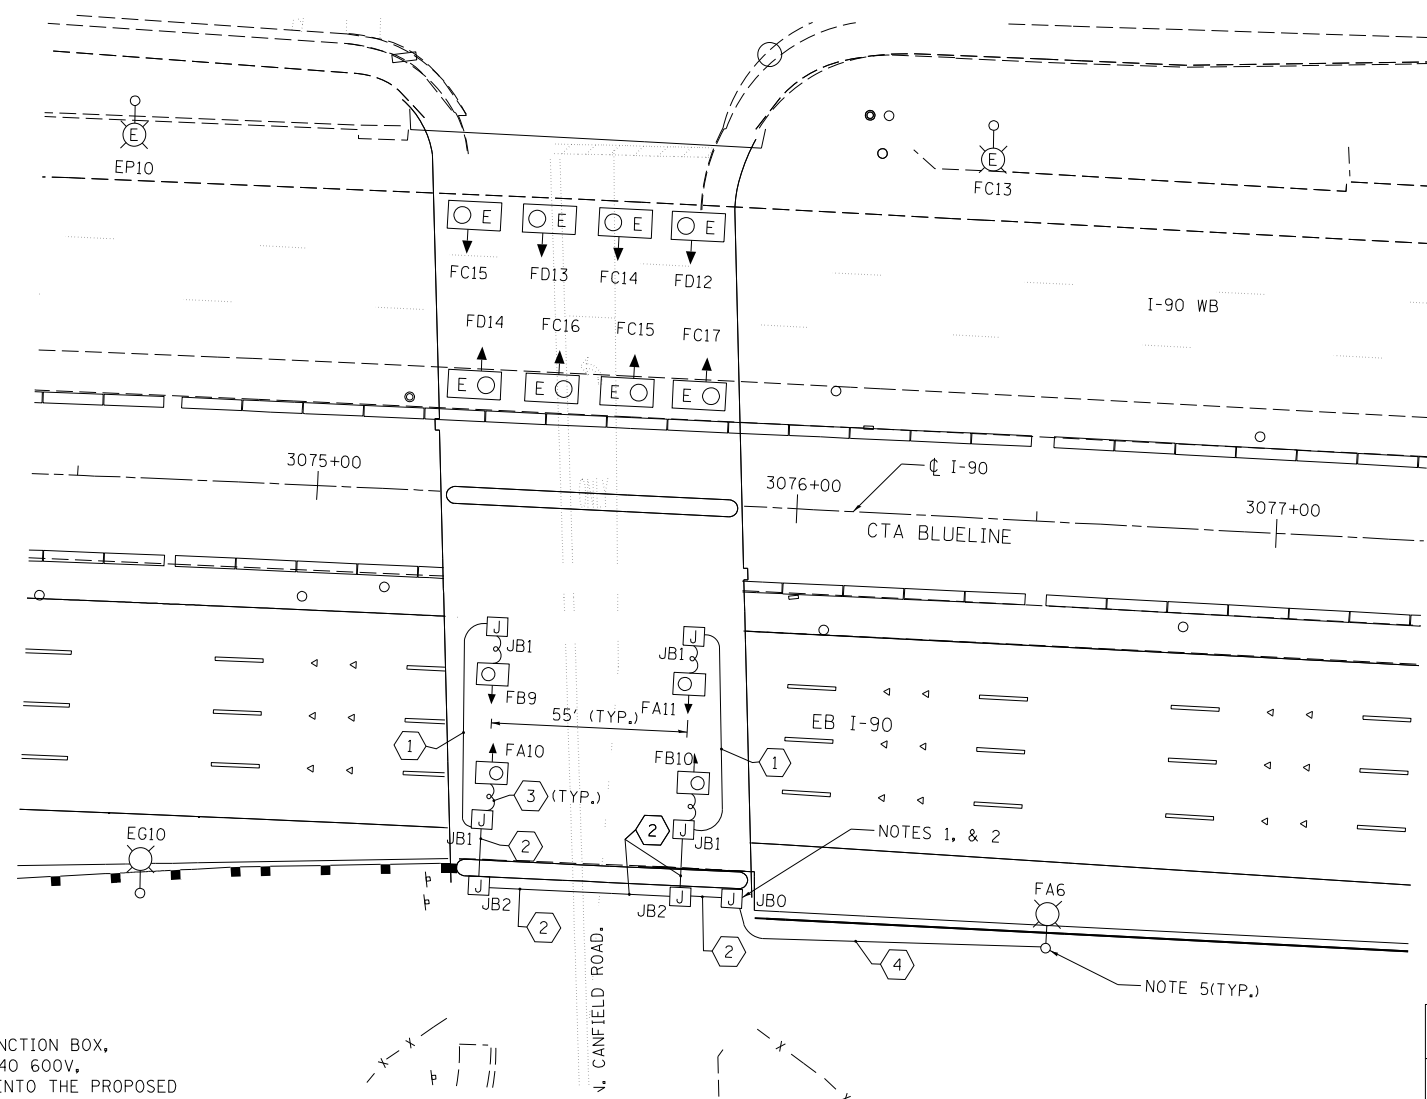 E
EP10
E
FC13
E
E
E
E
FC15
FD13
FC14
FD12
I-90 WB
FD14
FC16
FC15
FC17
E
E
E
E
3075+00
3076+00
℄ I-90
3077+00
CTA BLUELINE
J
JB1
J
JB1
FB9
FA11
55' (TYP.)
EB I-90
1
FA10
FB10
1
3
(TYP.)
J
JB1
2
2
J
JB1
NOTES 1, & 2
EG10
J
JB2
J
JB2
J
JB0
FA6
2
2
4
NOTE 5(TYP.)
N. CANFIELD ROAD.
NCTION BOX,
40 600V,
INTO THE PROPOSED